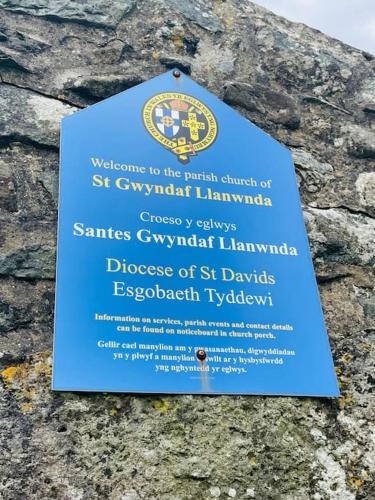 Welcome to the parish church of
St Gwyndaf Llanwnda
Croeso y eglwys
Santes Gwyndaf Llanwnda
Diocese of St Davids
Esgobaeth Tyddewi
Information on services, parish events and contact details
can be found on noticeboard in church porch.
Gellir cael manylion am y gwasanaethau, digwyddiadau
yn y plwyf a manylion ar y hysbysfwrdd
yng nghyntedd yr eglwys.